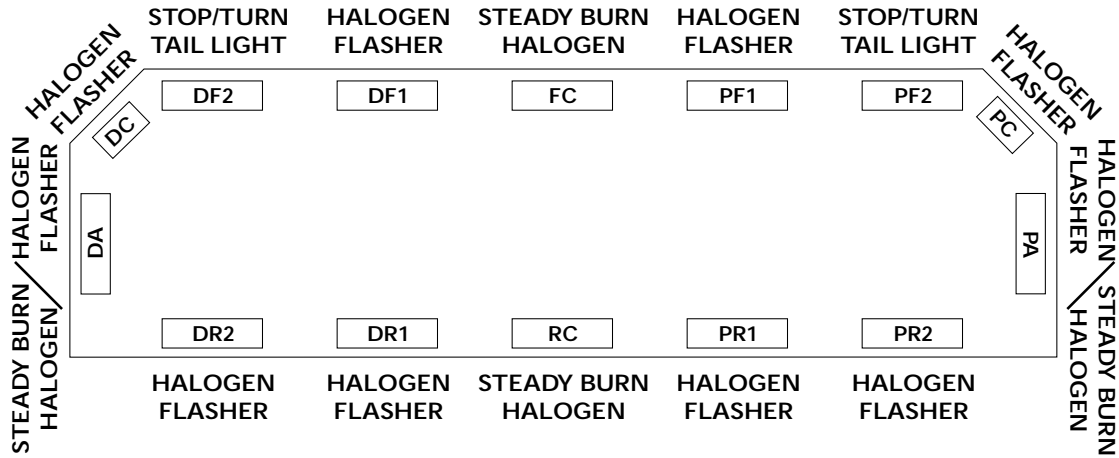 STOP/TURN
TAIL LIGHT
HALOGEN
FLASHER
STEADY BURN
HALOGEN
HALOGEN
FLASHER
STOP/TURN
TAIL LIGHT
HALOGEN
FLASHER
HALOGEN
FLASHER
DF2
DF1
FC
PF1
PF2
DC
PC
HALOGEN
FLASHER
STEADY BURN
HALOGEN
DA
PA
HALOGEN
FLASHER
STEADY BURN
HALOGEN
DR2
DR1
RC
PR1
PR2
HALOGEN
FLASHER
HALOGEN
FLASHER
STEADY BURN
HALOGEN
HALOGEN
FLASHER
HALOGEN
FLASHER